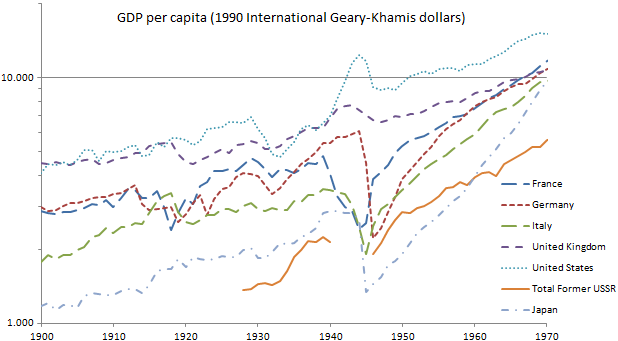 GDP per capita (1990 International Geary-Khamis dollars)
10.000
1.000
France
Germany
Italy
United Kingdom
United States
Total Former USSR
Japan
1900 1910 1920 1930 1940 1950 1960 1970